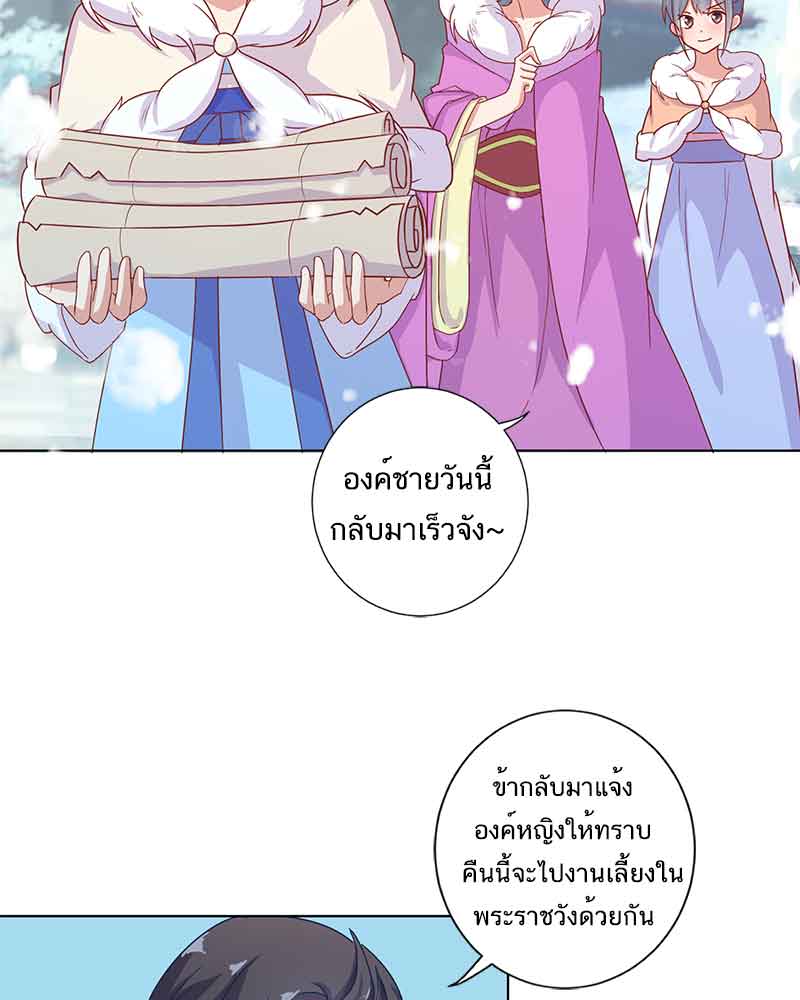 องค์ชายวันนี้
กลับมาเร็วจัง~
ข้ากลับมาแจ้ง
องค์หญิงให้ทราบ
คืนนี้จะไปงานเลี้ยงใน
พระราชวังด้วยกัน